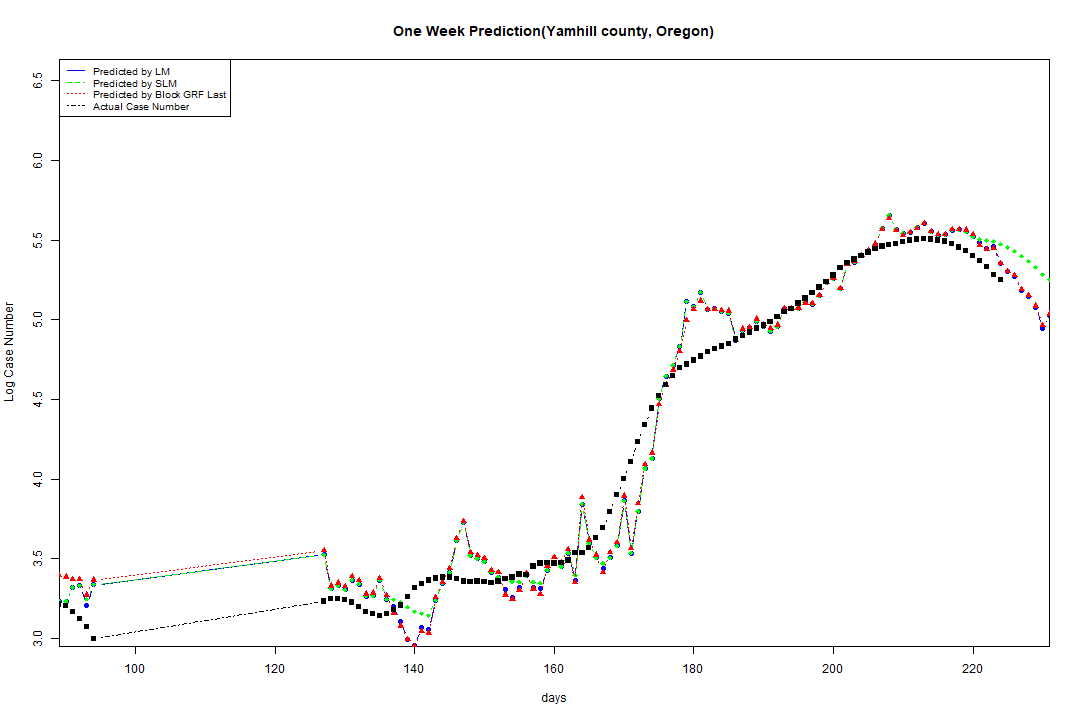 One Week Prediction(Yamhill county, Oregon)
Predicted by LM
Predicted by SLM
Predicted by Block GRF Last
Actual Case Number
6.5
6.0
5.5
5.0
4.5
4.0
3.5
3.0
Log Case Number
100 120 140 160 180 200 220
days